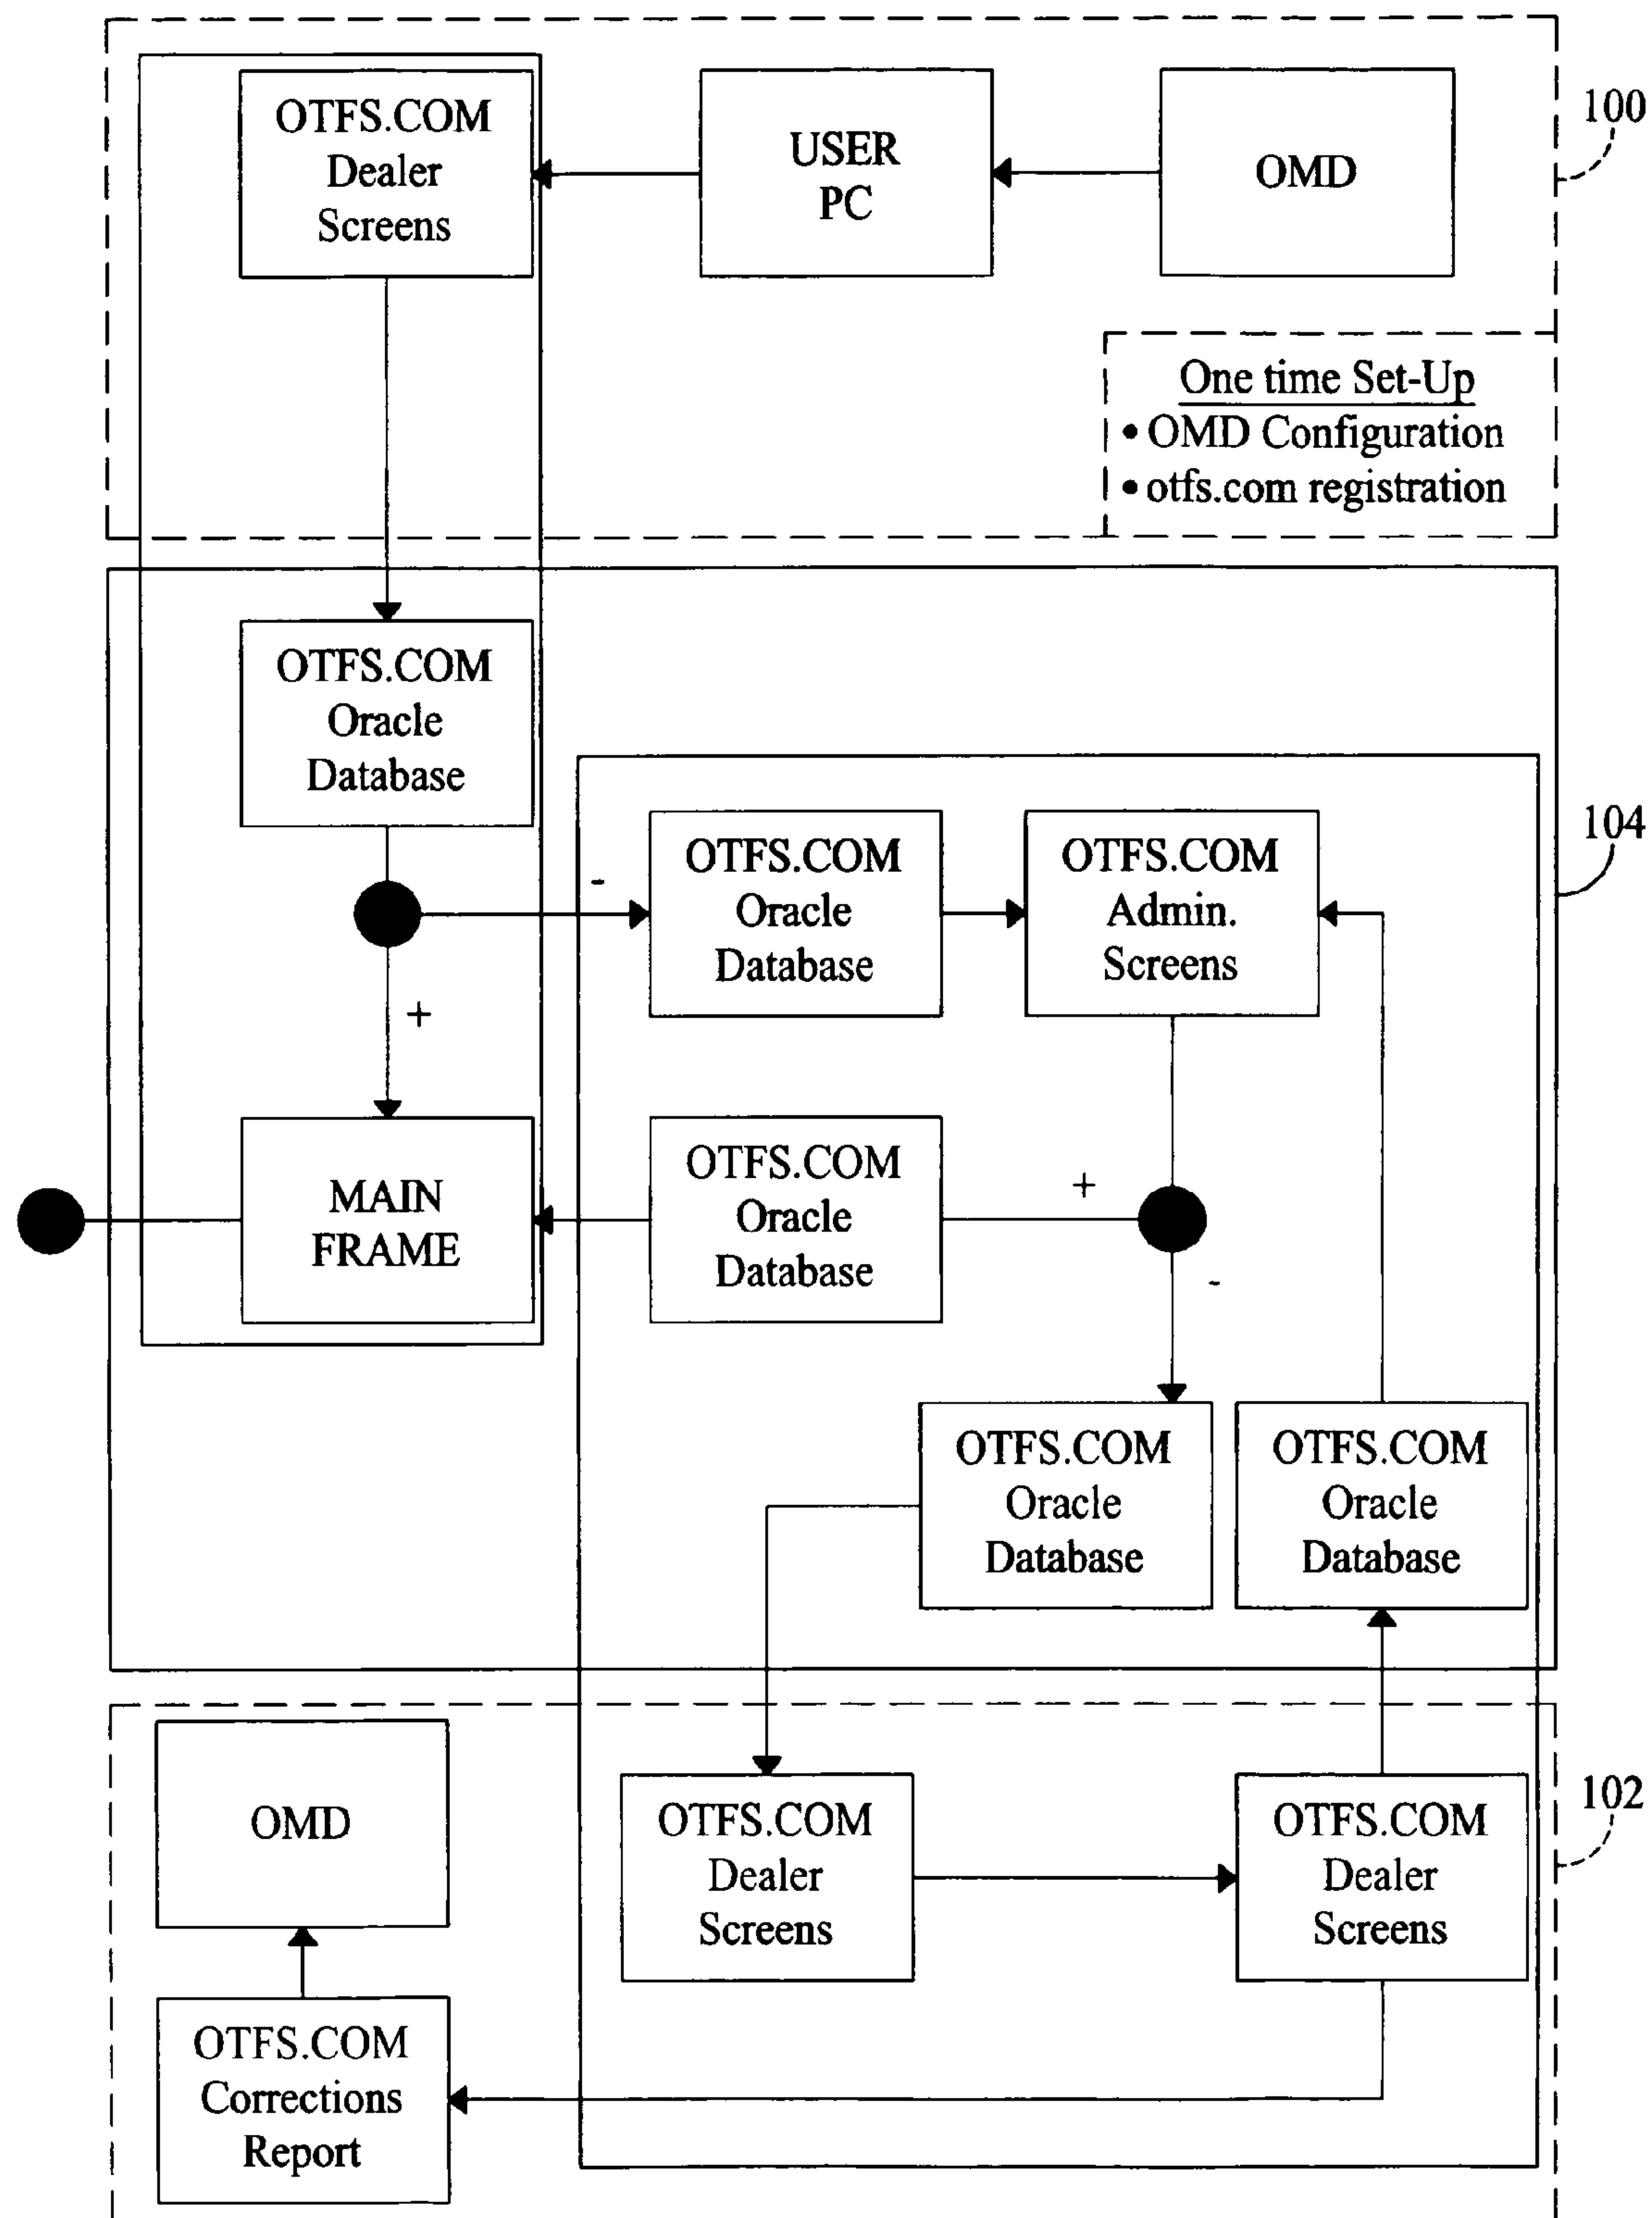 OTFS.COM
Dealer
Screens
USER
PC
OMD
100
One time Set-Up
• OMD Configuration
• otfs.com registration
OTFS.COM
Oracle
Database
104
-
OTFS.COM
Oracle
Database
OTFS.COM
Admin.
Screens
+
MAIN
FRAME
OTFS.COM
Oracle
Database
+
-
OTFS.COM
Oracle
Database
OTFS.COM
Oracle
Database
OMD
OTFS.COM
Dealer
Screens
OTFS.COM
Dealer
Screens
102
OTFS.COM
Corrections
Report